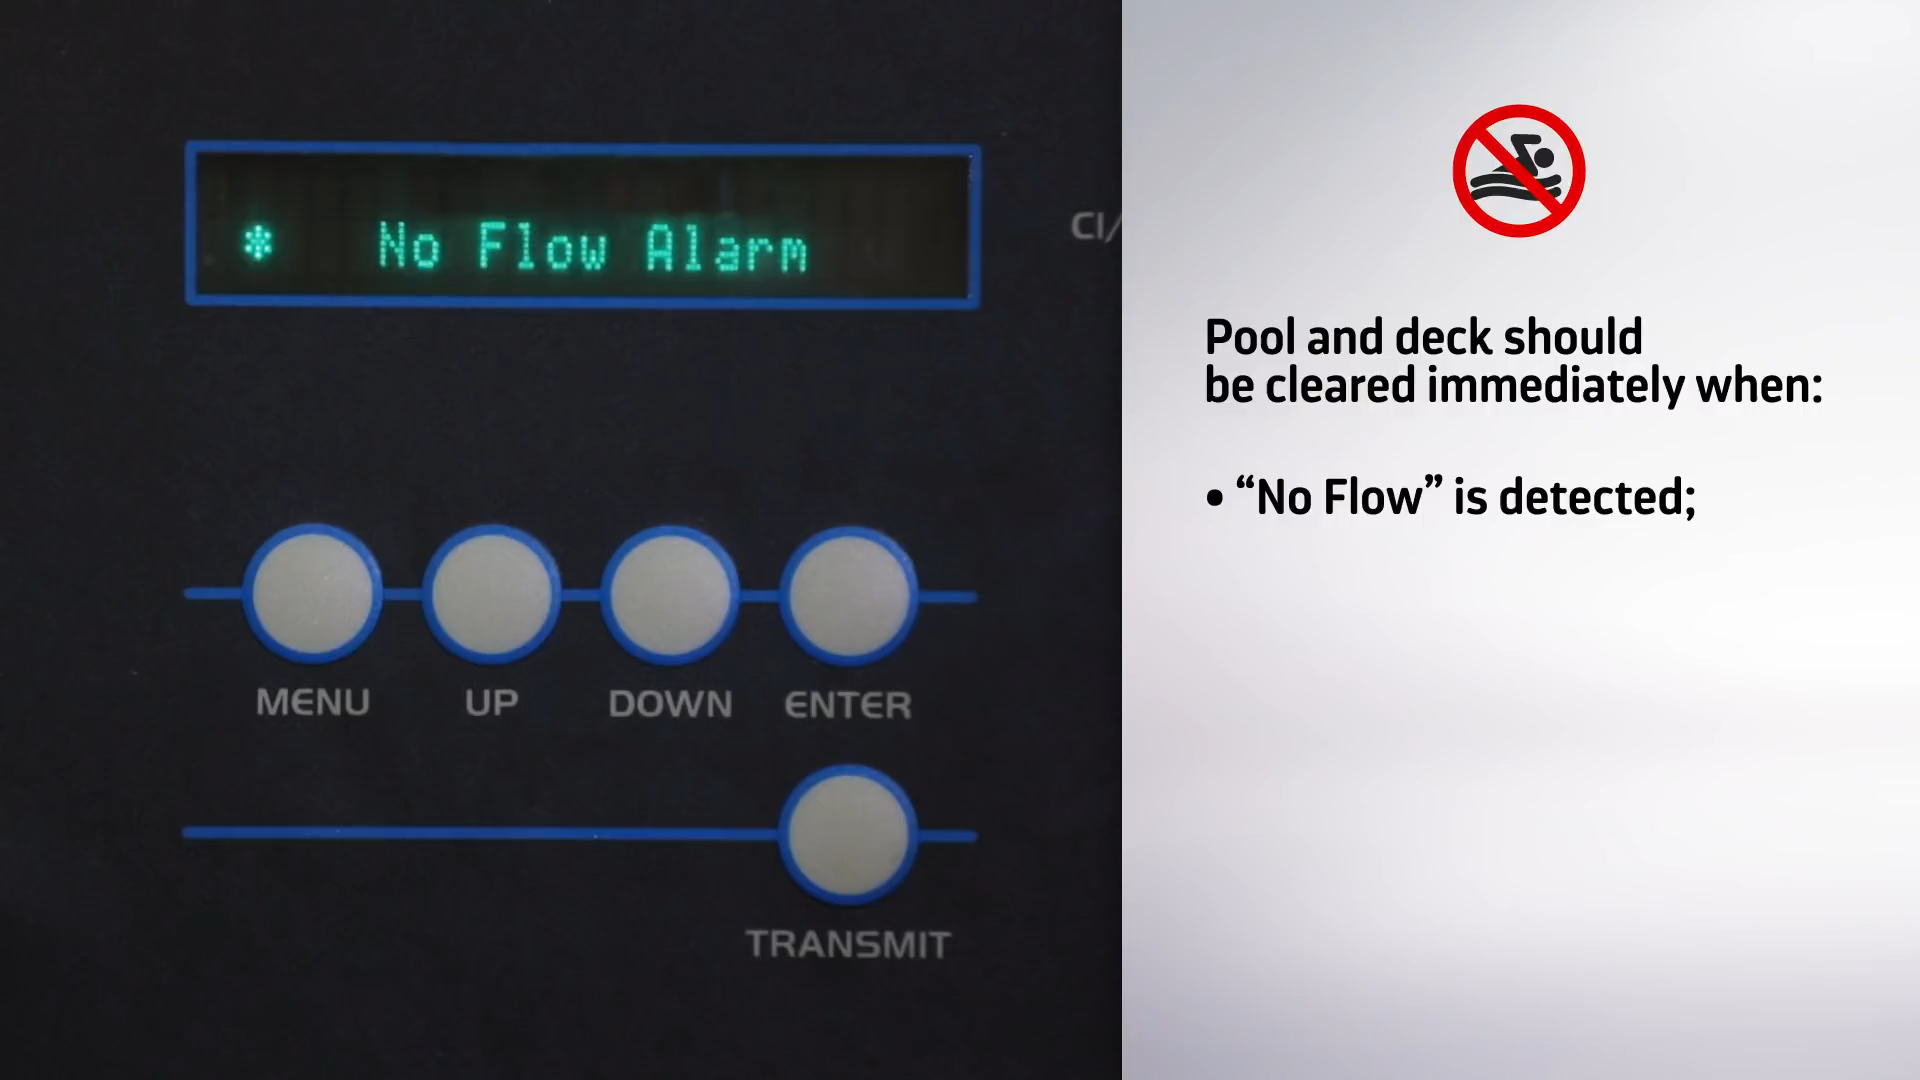 * No Flow Alarm
CI/
MENU UP DOWN ENTER
TRANSMIT
Pool and deck should
be cleared immediately when:
• “No Flow” is detected;